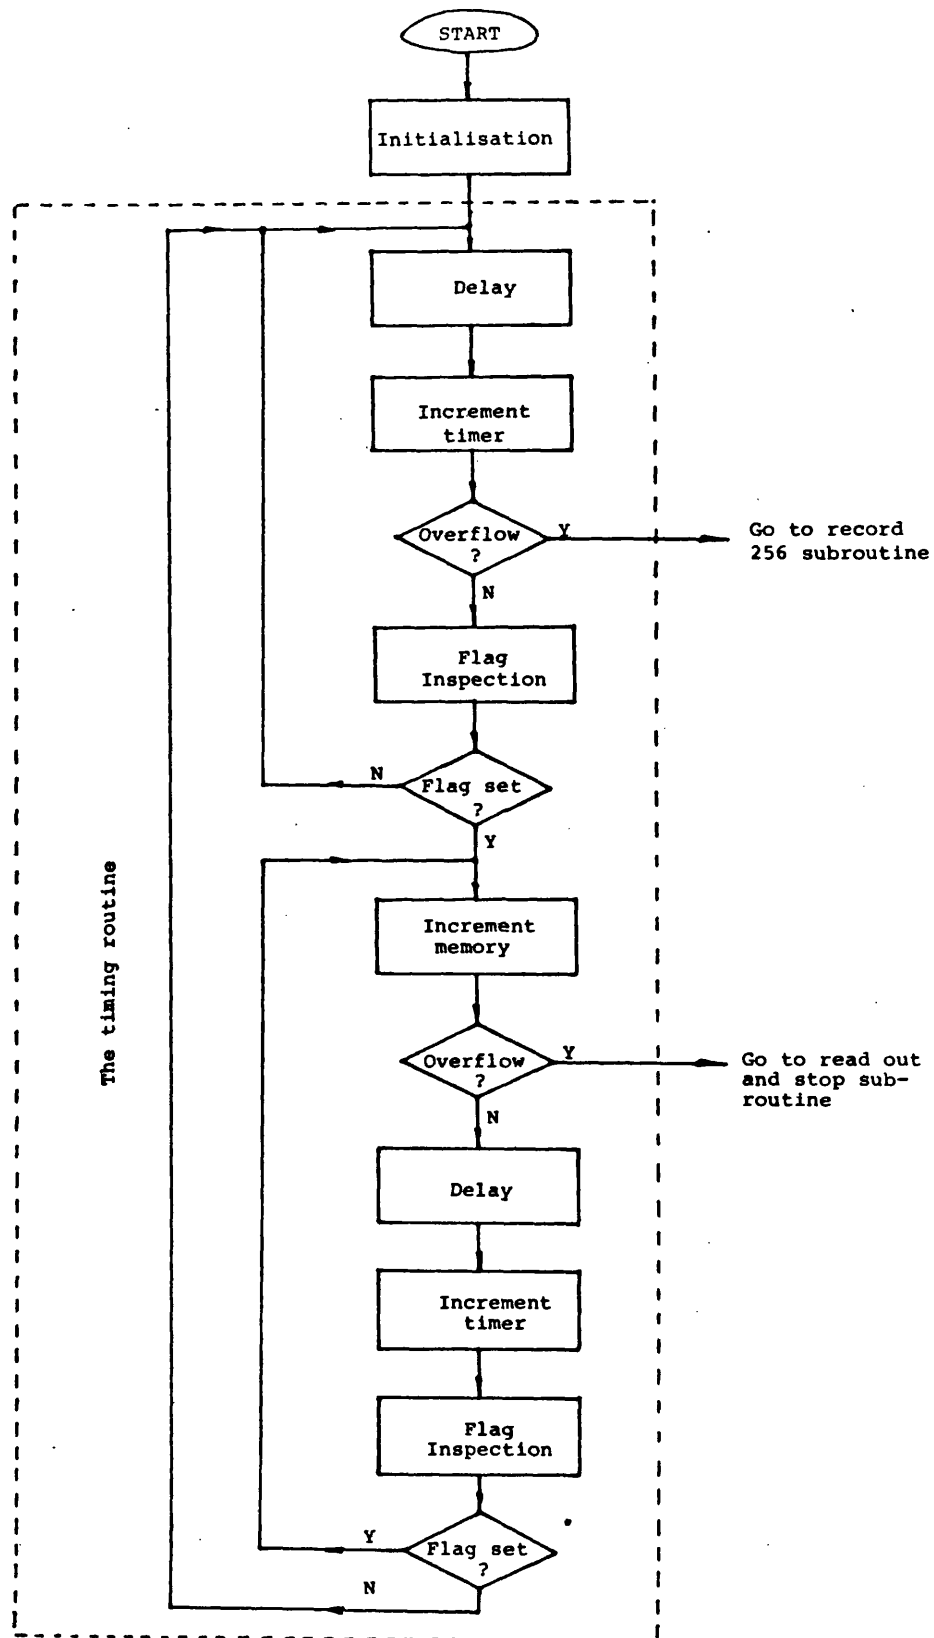 START
Initialisation
Delay
Increment
timer
Overflow
?
Y
Go to record
256 subroutine
N
Flag
Inspection
Flag set
?
N
Y
Increment
memory
The timing routine
Overflow
?
Y
Go to read out
and stop sub-
routine
N
Delay
Increment
timer
Flag
Inspection
Flag set
?
Y
N